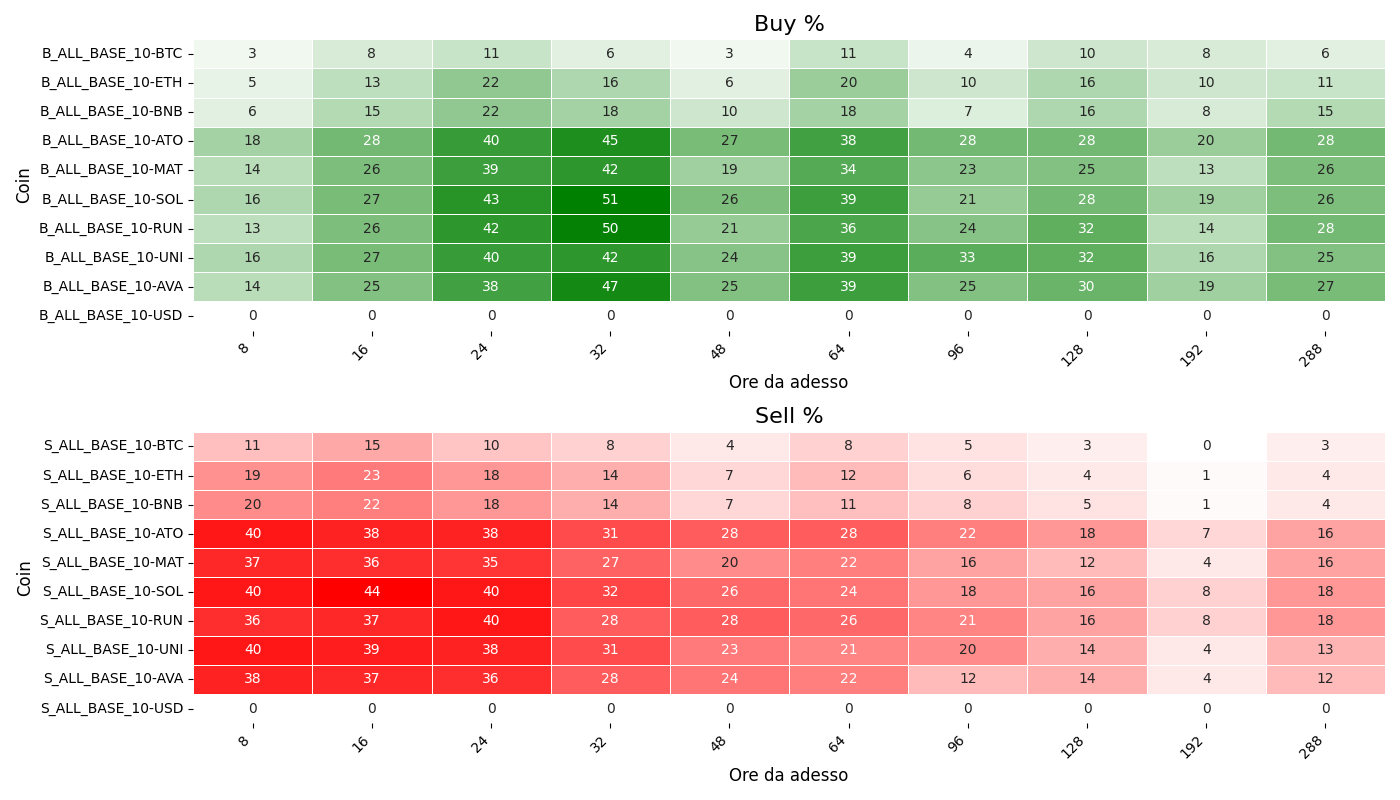 Buy %
Coin
B_ALL_BASE_10-BTC 3 8 11 6 3 11 4 10 8 6
B_ALL_BASE_10-ETH 5 13 22 16 6 20 10 16 10 11
B_ALL_BASE_10-BNB 6 15 22 18 10 18 7 16 8 15
B_ALL_BASE_10-ATO 18 28 40 45 27 38 28 28 20 28
B_ALL_BASE_10-MAT 14 26 39 42 19 34 23 25 13 26
B_ALL_BASE_10-SOL 16 27 43 51 26 39 21 28 19 26
B_ALL_BASE_10-RUN 13 26 42 50 21 36 24 32 14 28
B_ALL_BASE_10-UNI 16 27 40 42 24 39 33 32 16 25
B_ALL_BASE_10-AVA 14 25 38 47 25 39 25 30 19 27
B_ALL_BASE_10-USD 0 0 0 0 0 0 0 0 0 0
8 16 24 32 48 64 96 128 192 288
Ore da adesso
Sell %
Coin
S_ALL_BASE_10-BTC 11 15 10 8 4 8 5 3 0 3
S_ALL_BASE_10-ETH 19 23 18 14 7 12 6 4 1 4
S_ALL_BASE_10-BNB 20 22 18 14 7 11 8 5 1 4
S_ALL_BASE_10-ATO 40 38 38 31 28 28 22 18 7 16
S_ALL_BASE_10-MAT 37 36 35 27 20 22 16 12 4 16
S_ALL_BASE_10-SOL 40 44 40 32 26 24 18 16 8 18
S_ALL_BASE_10-RUN 36 37 40 28 28 26 21 16 8 18
S_ALL_BASE_10-UNI 40 39 38 31 23 21 20 14 4 13
S_ALL_BASE_10-AVA 38 37 36 28 24 22 12 14 4 12
S_ALL_BASE_10-USD 0 0 0 0 0 0 0 0 0 0
8 16 24 32 48 64 96 128 192 288
Ore da adesso